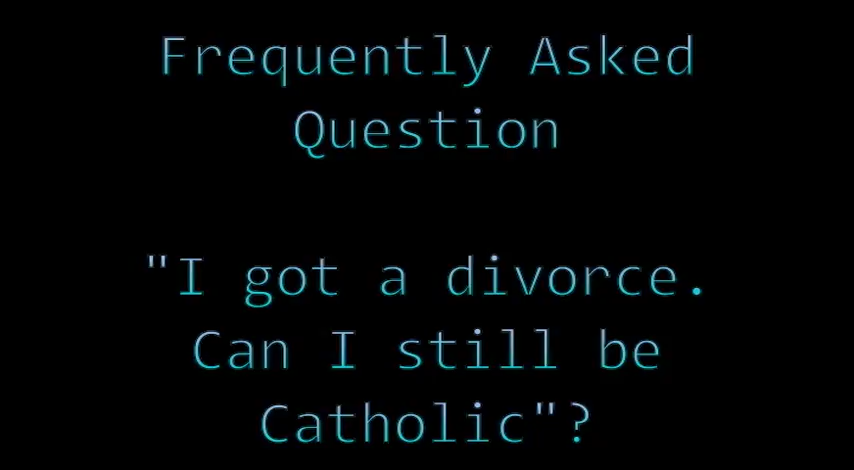 Frequently Asked
Question
"I got a divorce.
Can I still be
Catholic"?